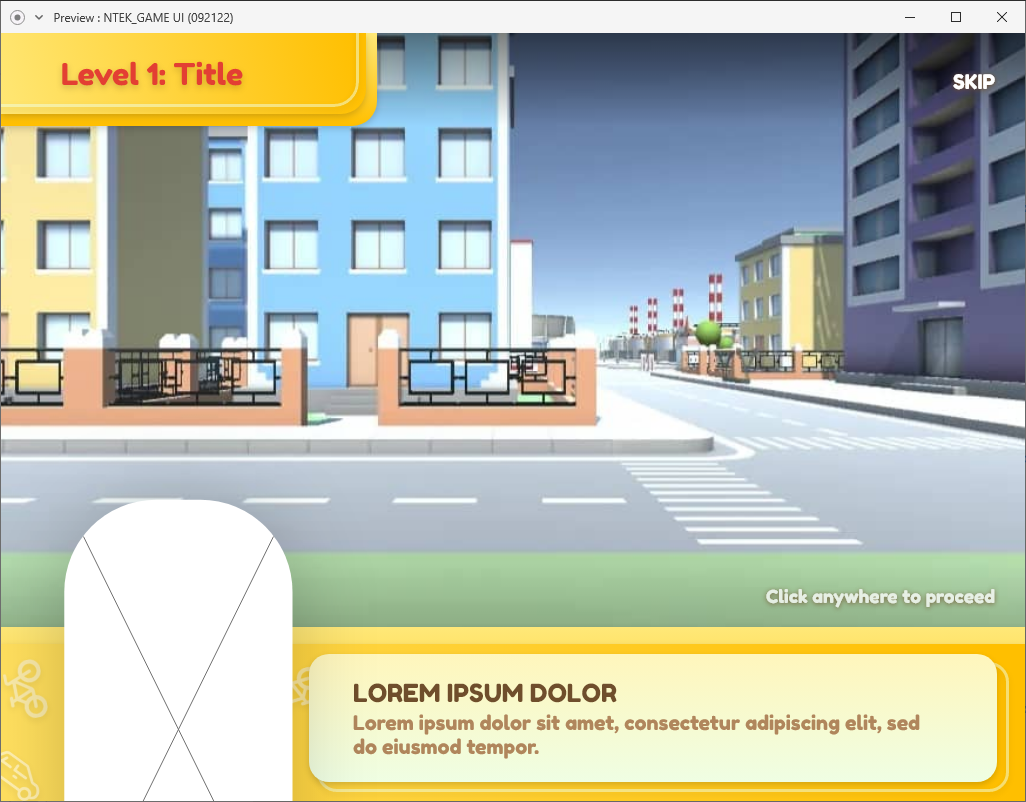 Preview : NTEK_GAME UI (092122)
Level 1: Title
SKIP
Click anywhere to proceed
LOREM IPSUM DOLOR
Lorem ipsum dolor sit amet, consectetur adipiscing elit, sed
do eiusmod tempor.